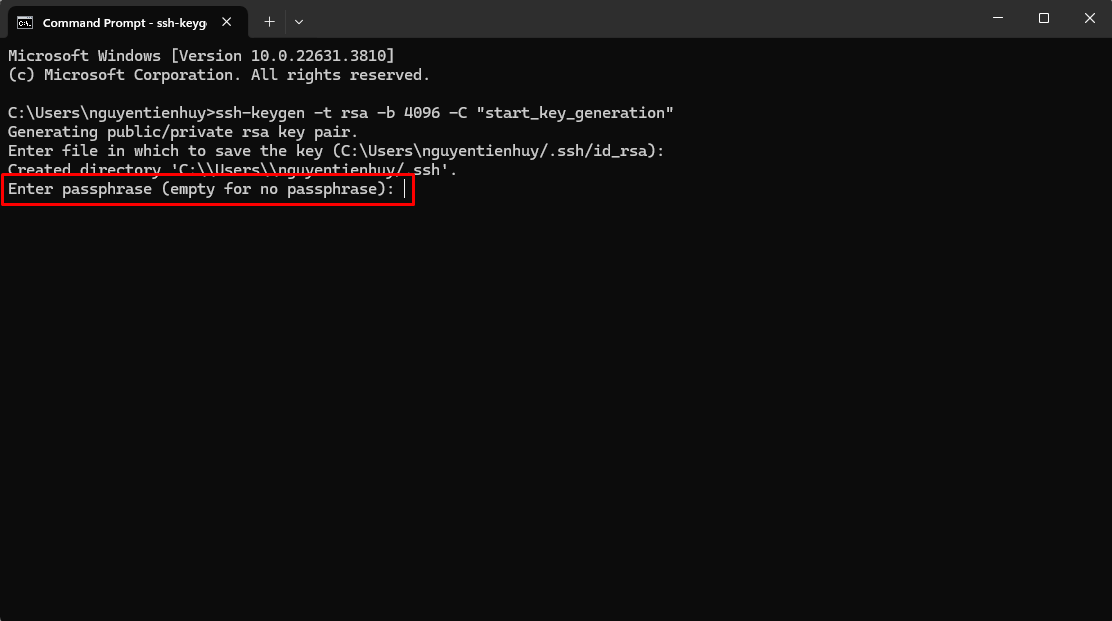 Command Prompt - ssh-keyg
Microsoft Windows [Version 10.0.22631.3810]
(c) Microsoft Corporation. All rights reserved.
C:\Users\nguyentienhuy>ssh-keygen -t rsa -b 4096 -C "start_key_generation"
Generating public/private rsa key pair.
Enter file in which to save the key (C:\Users\nguyentienhuy/.ssh/id_rsa):
Created directory 'C:\\Users\\nguyentienhuy/.ssh'.
Enter passphrase (empty for no passphrase):